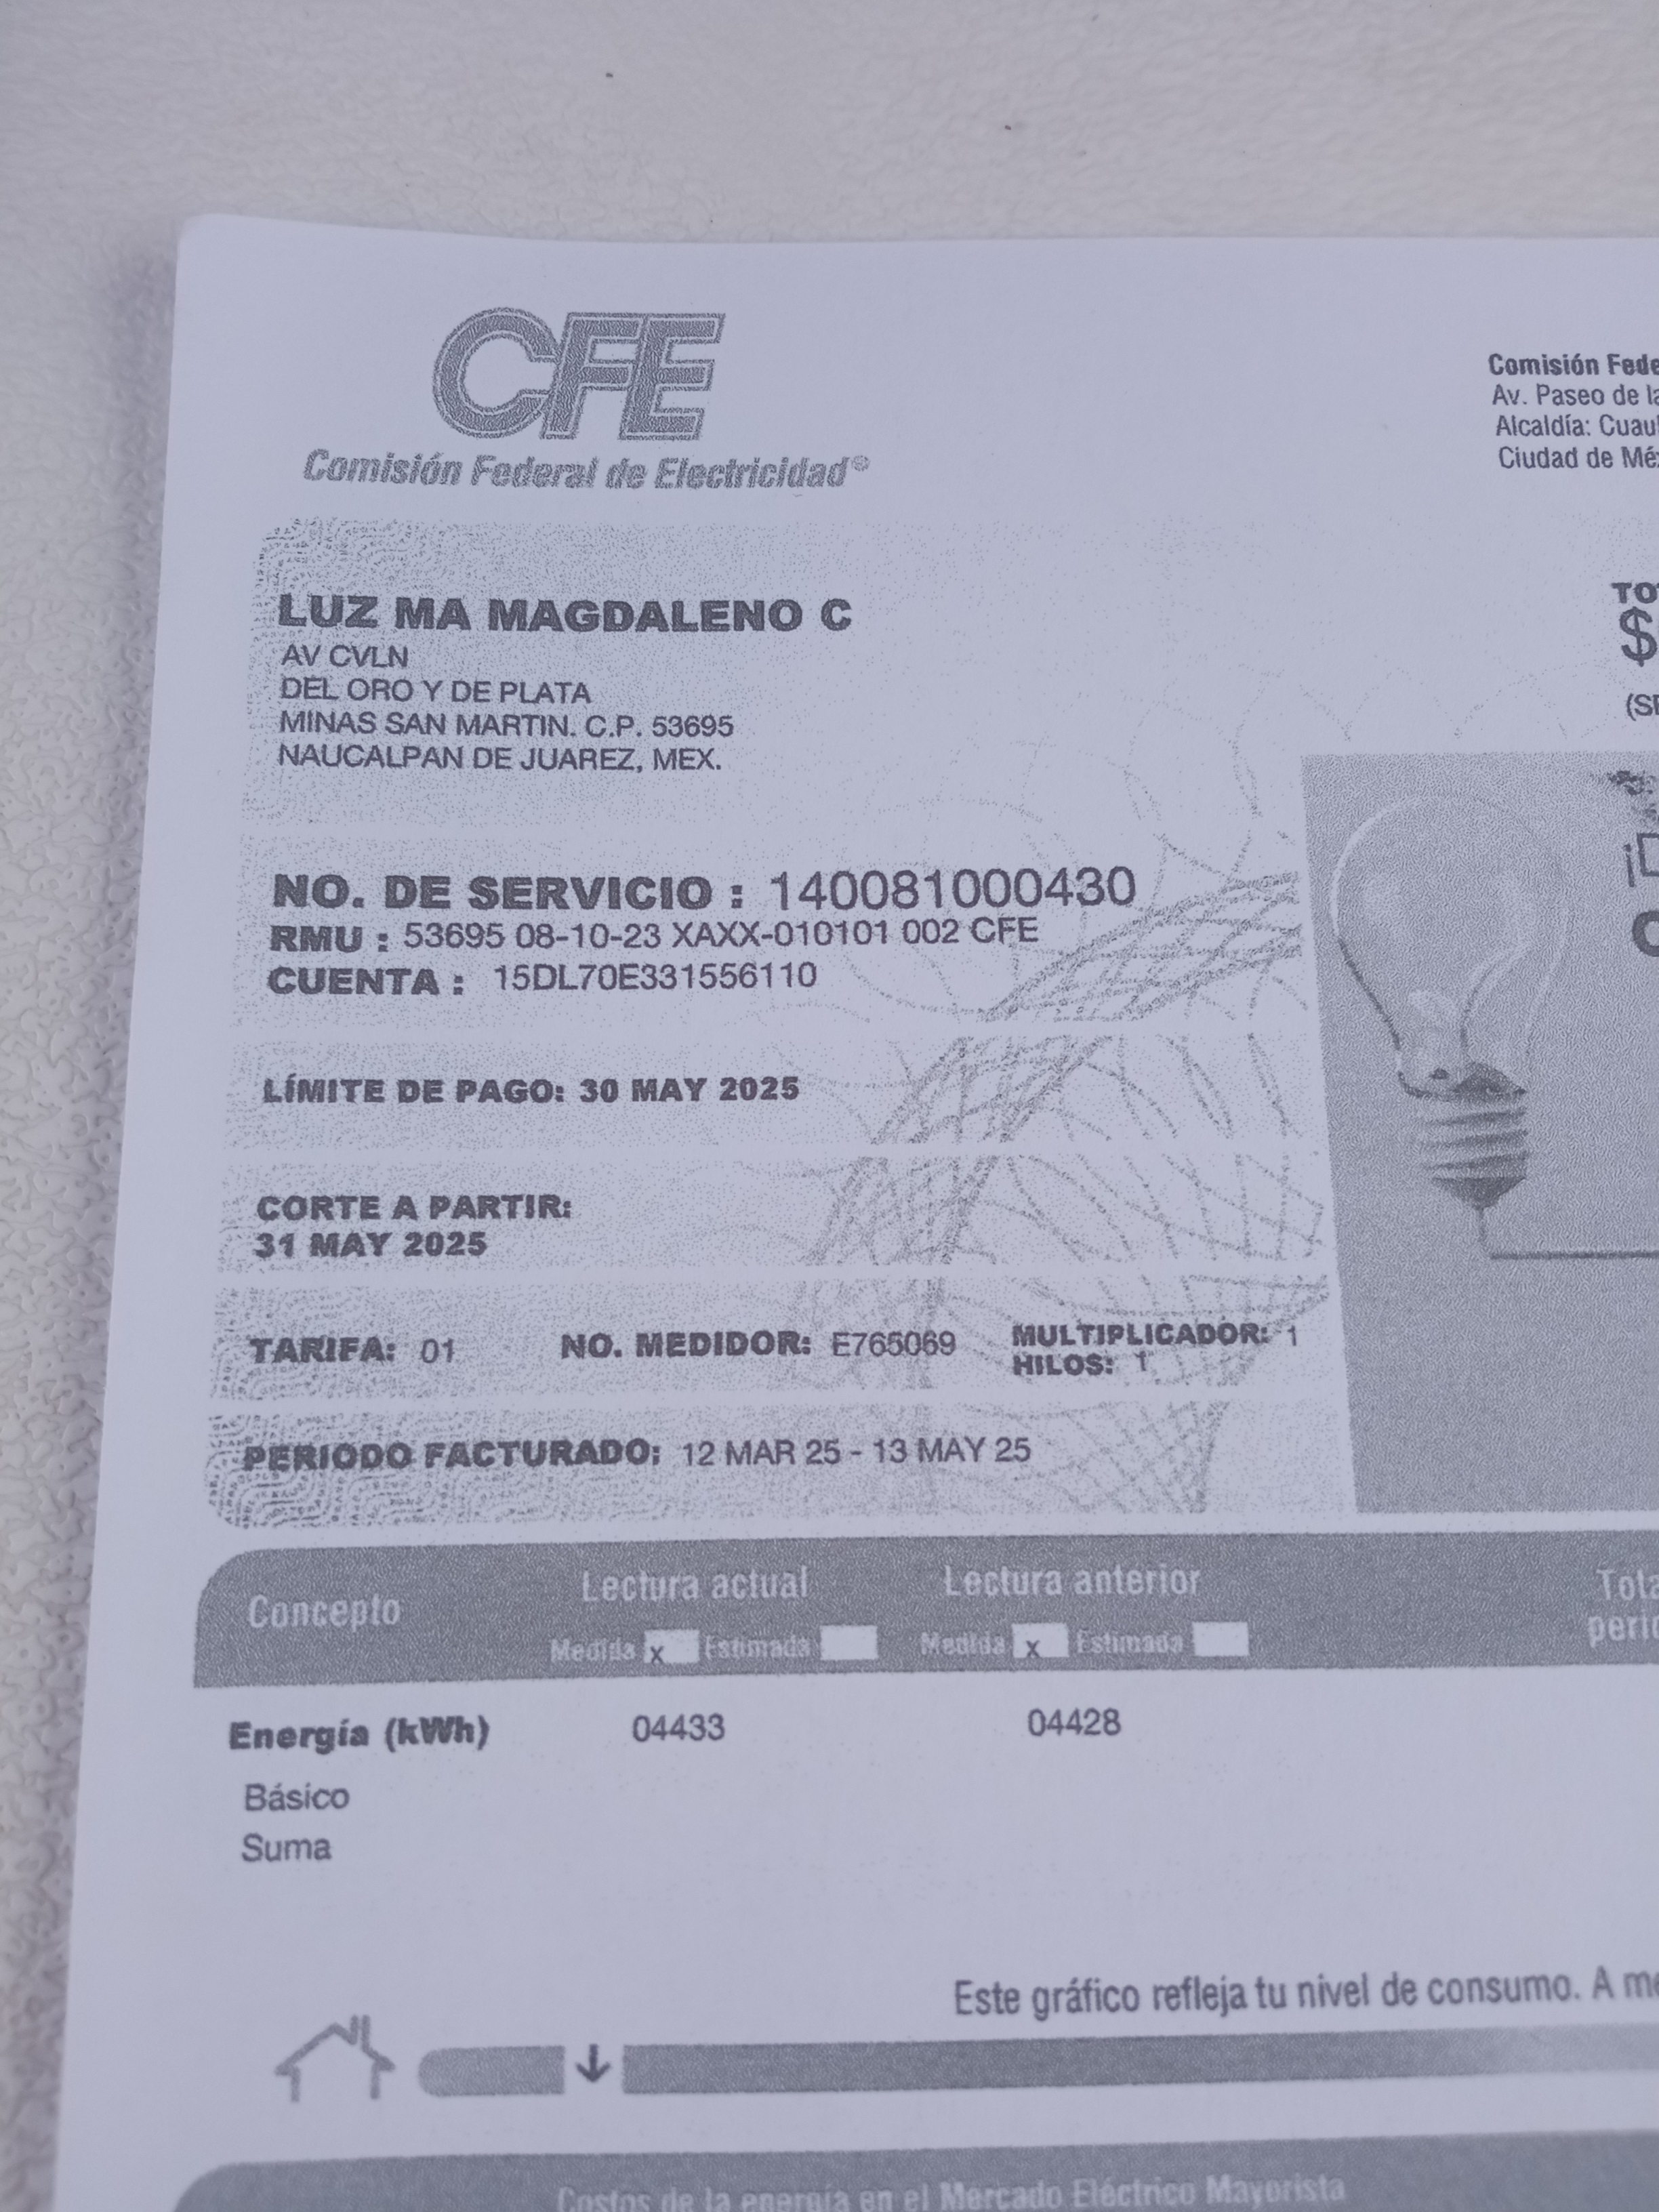 CFE
Comisión Federal de Electricidad®
Comisión
Av. Paseo de
Alcaldía:
Ciudad de
LUZ MA MAGDALENO C
AV CVLN
DEL ORO Y DE PLATA
MINAS SAN MARTIN. C.P. 53695
NAUCALPAN DE JUAREZ, MEX.
$
NO. DE SERVICIO : 140081000430
RMU : 53695 08-10-23 XAXX-010101 002 CFE
CUENTA : 15DL70E331556110
LÍMITE DE PAGO: 30 MAY 2025
CORTE A PARTIR:
31 MAY 2025
TARIFA: 01 NO. MEDIDOR: E765069 MULTIPLICADOR: 1
HILOS: 1
PERIODO FACTURADO: 12 MAR 25 - 13 MAY 25
Concepto Lectura actual Lectura anterior
Medida x Estimada Medida x Estimada
Energía (kWh) 04433 04428
Básico
Suma
Este gráfico refleja tu nivel de consumo. A
Costos de la energía en el Mercado Eléctrico Mayorista